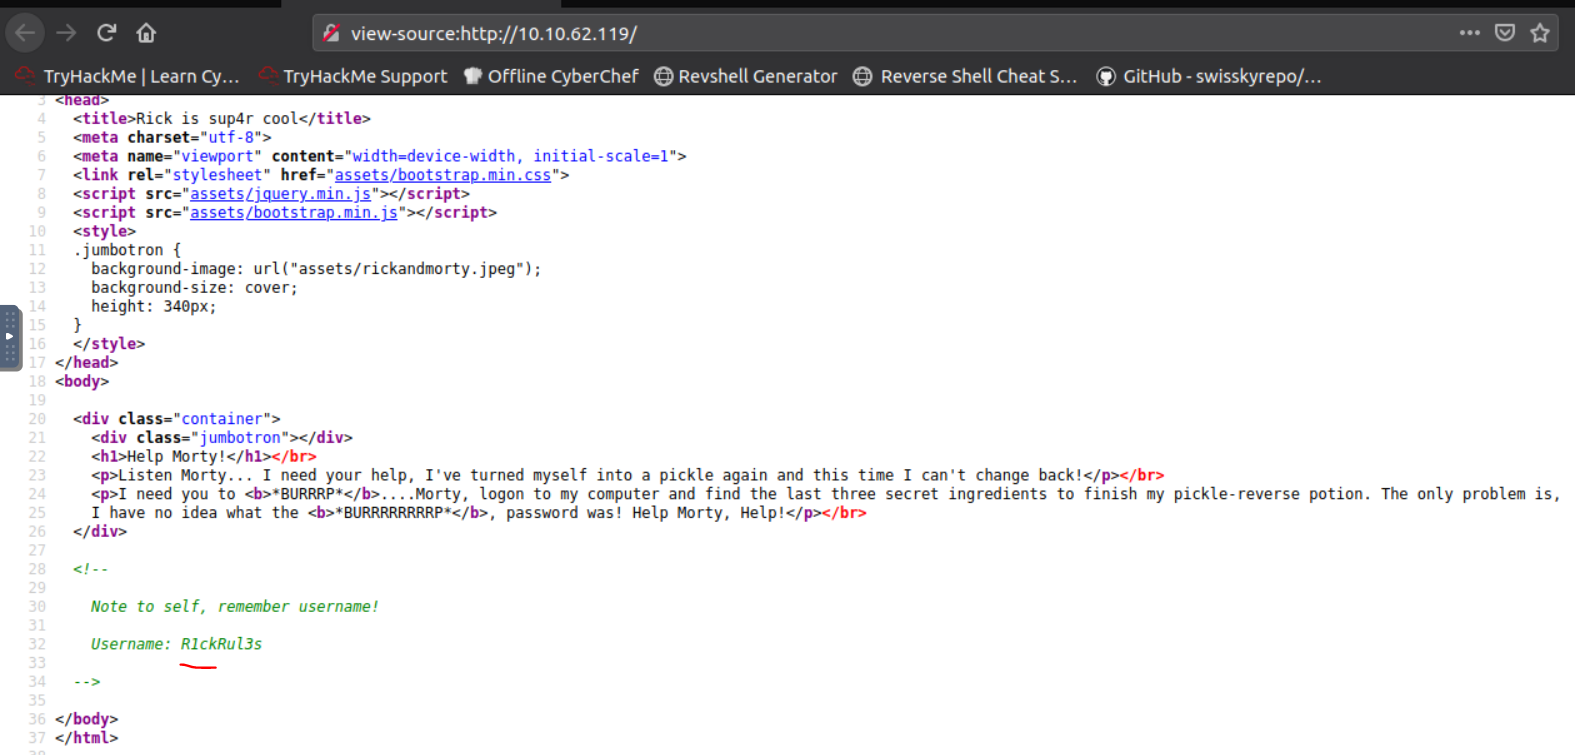 view-source:http://10.10.62.119/
TryHackMe | Learn Cy... TryHackMe Support Offline CyberChef Revshell Generator Reverse Shell Cheat S... GitHub - swisskyrepo/...
3 <head>
4 <title>Rick is sup4r cool</title>
5 <meta charset="utf-8">
6 <meta name="viewport" content="width=device-width, initial-scale=1">
7 <link rel="stylesheet" href="assets/bootstrap.min.css">
8 <script src="assets/jquery.min.js"></script>
9 <script src="assets/bootstrap.min.js"></script>
10 <style>
11 .jumbotron {
12 background-image: url("assets/rickandmorty.jpeg");
13 background-size: cover;
14 height: 340px;
15 }
16 </style>
17 </head>
18 <body>
19
20 <div class="container">
21 <div class="jumbotron"></div>
22 <h1>Help Morty!</h1></br>
23 <p>Listen Morty... I need your help, I've turned myself into a pickle again and this time I can't change back!</p></br>
24 <p>I need you to <b>*BURRRP*</b>....Morty, logon to my computer and find the last three secret ingredients to finish my pickle-reverse potion. The only problem is,
25 I have no idea what the <b>*BURRRRRRRRP*</b>, password was! Help Morty, Help!</p></br>
26 </div>
27
28 <!--
29
30 Note to self, remember username!
31
32 Username: R1ckRul3s
33
34 -->
35
36 </body>
37 </html>
38